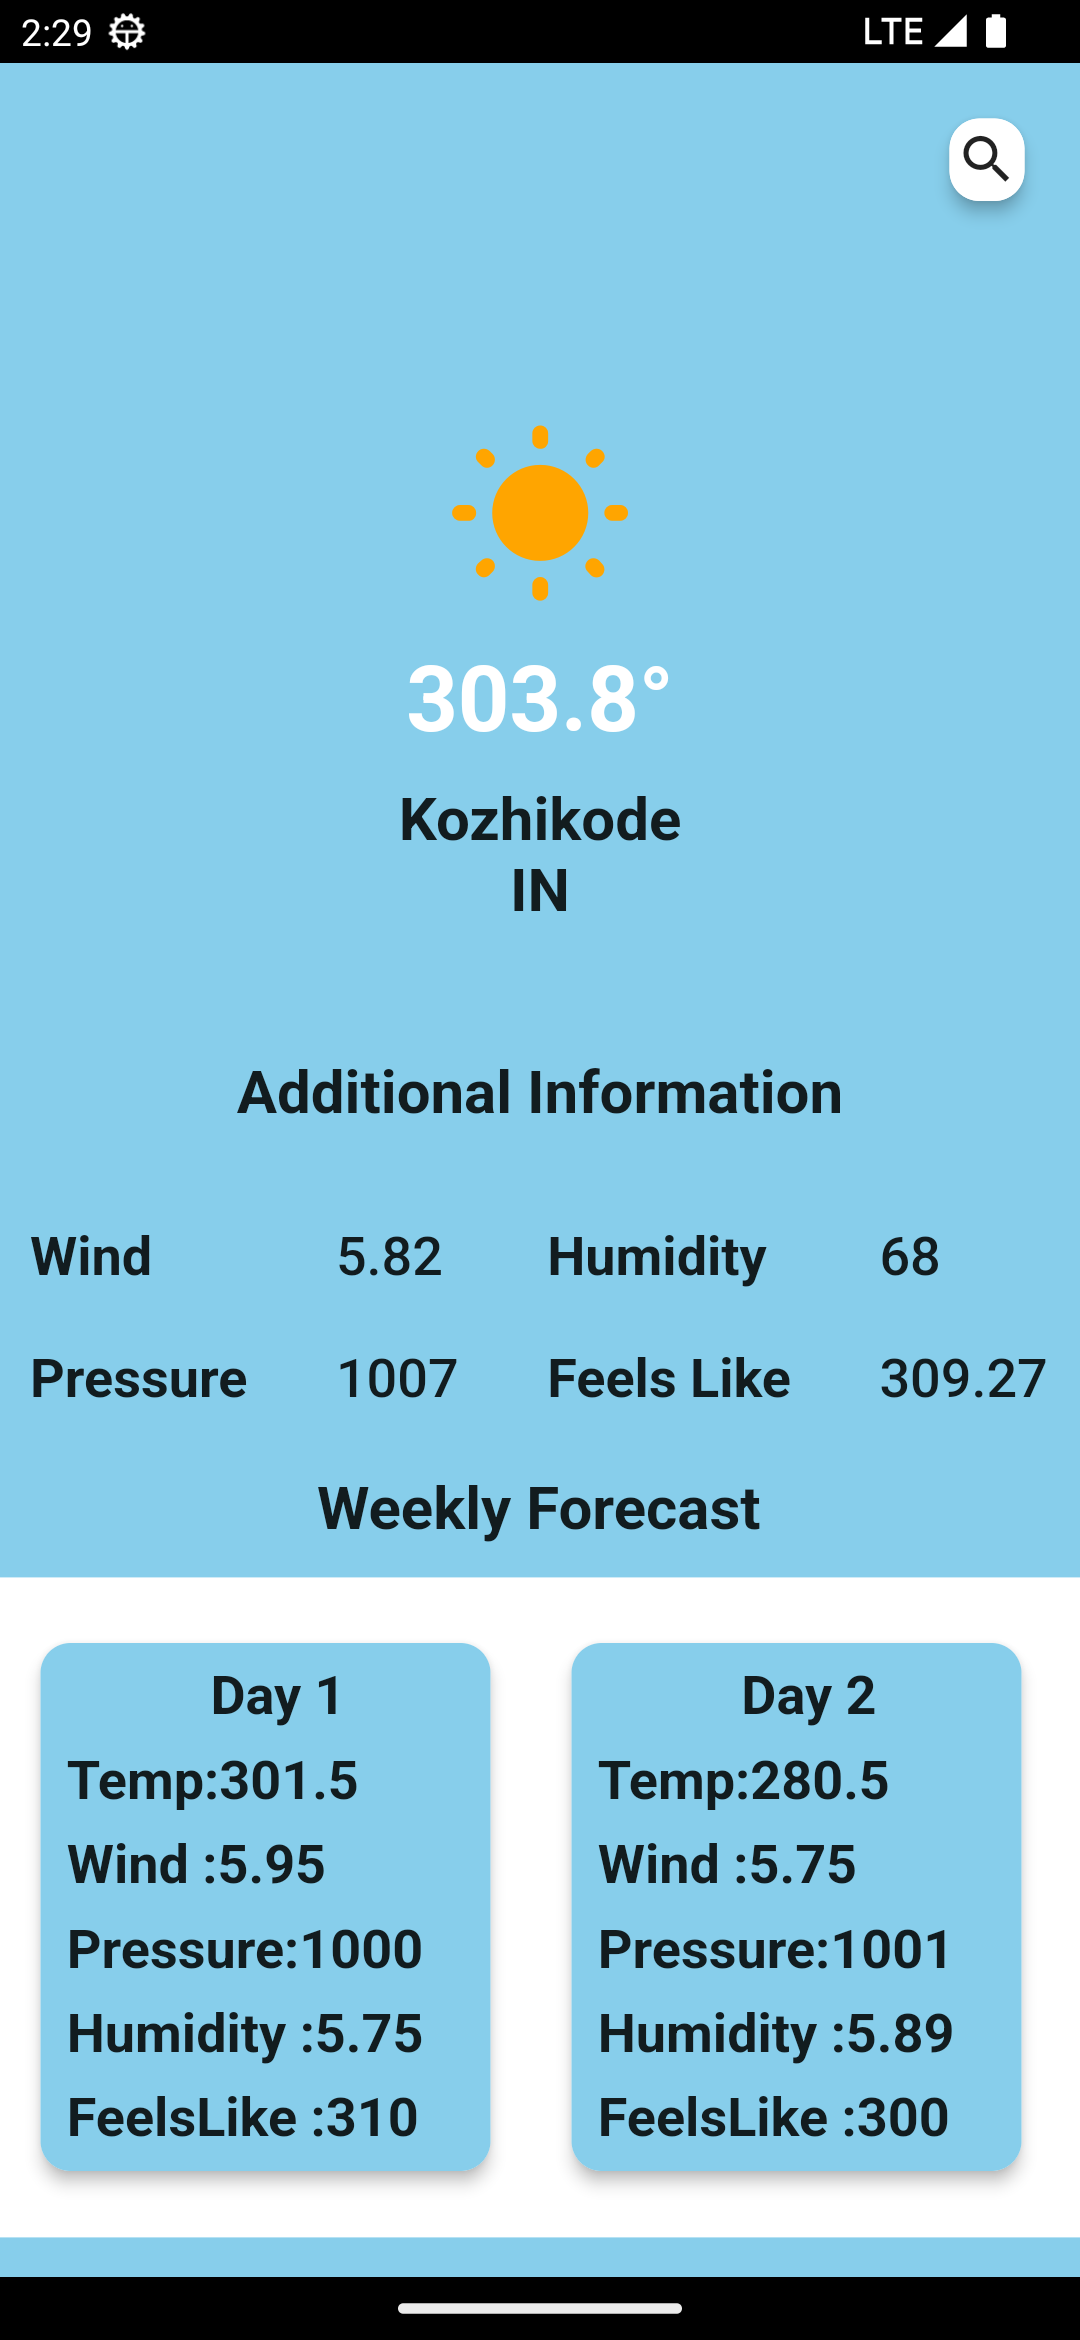 2:29 LTE
303.8°
Kozhikode
IN
Additional Information
Wind 5.82 Humidity 68
Pressure 1007 Feels Like 309.27
Weekly Forecast
Day 1
Temp:301.5
Wind :5.95
Pressure:1000
Humidity :5.75
FeelsLike :310
Day 2
Temp:280.5
Wind :5.75
Pressure:1001
Humidity :5.89
FeelsLike :300